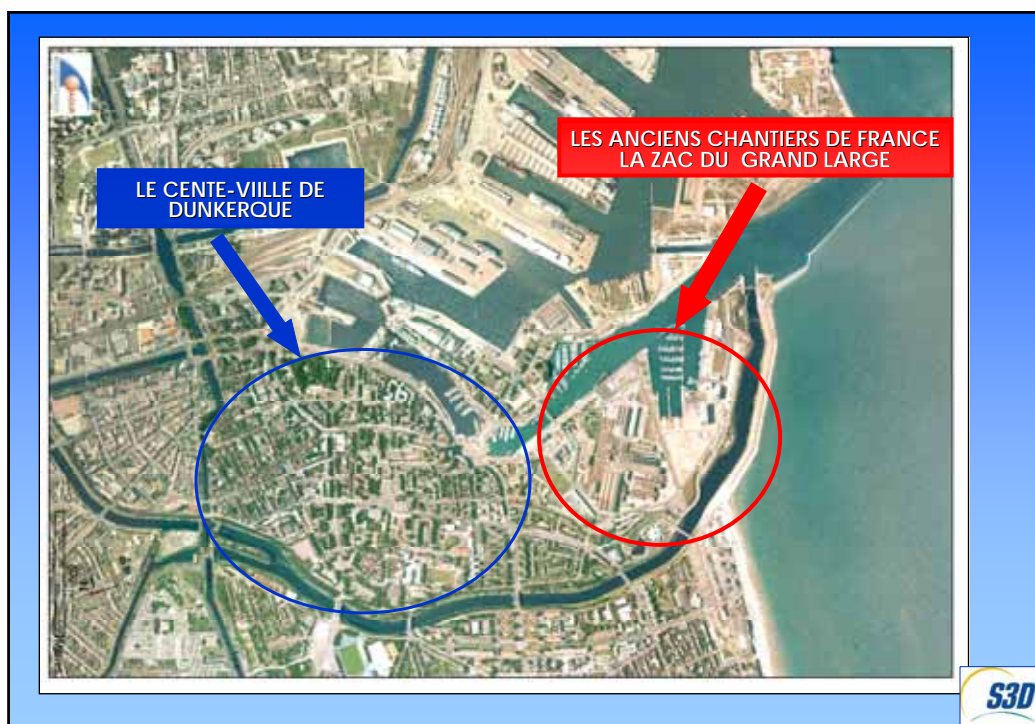 LES ANCIENS CHANTIERS DE FRANCE
LA ZAC DU GRAND LARGE
LE CENTE-VIILLE DE
DUNKERQUE
S3D